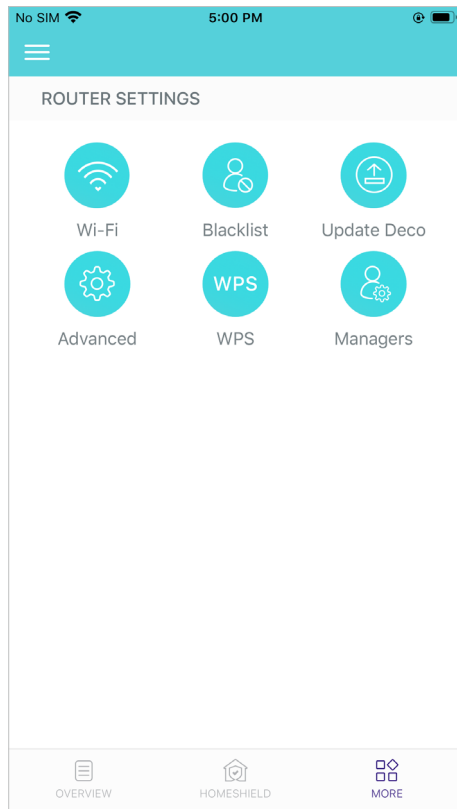 No SIM 5:00 PM
ROUTER SETTINGS
Wi-Fi Blacklist Update Deco
WPS
Advanced WPS Managers
OVERVIEW HOMESHIELD MORE